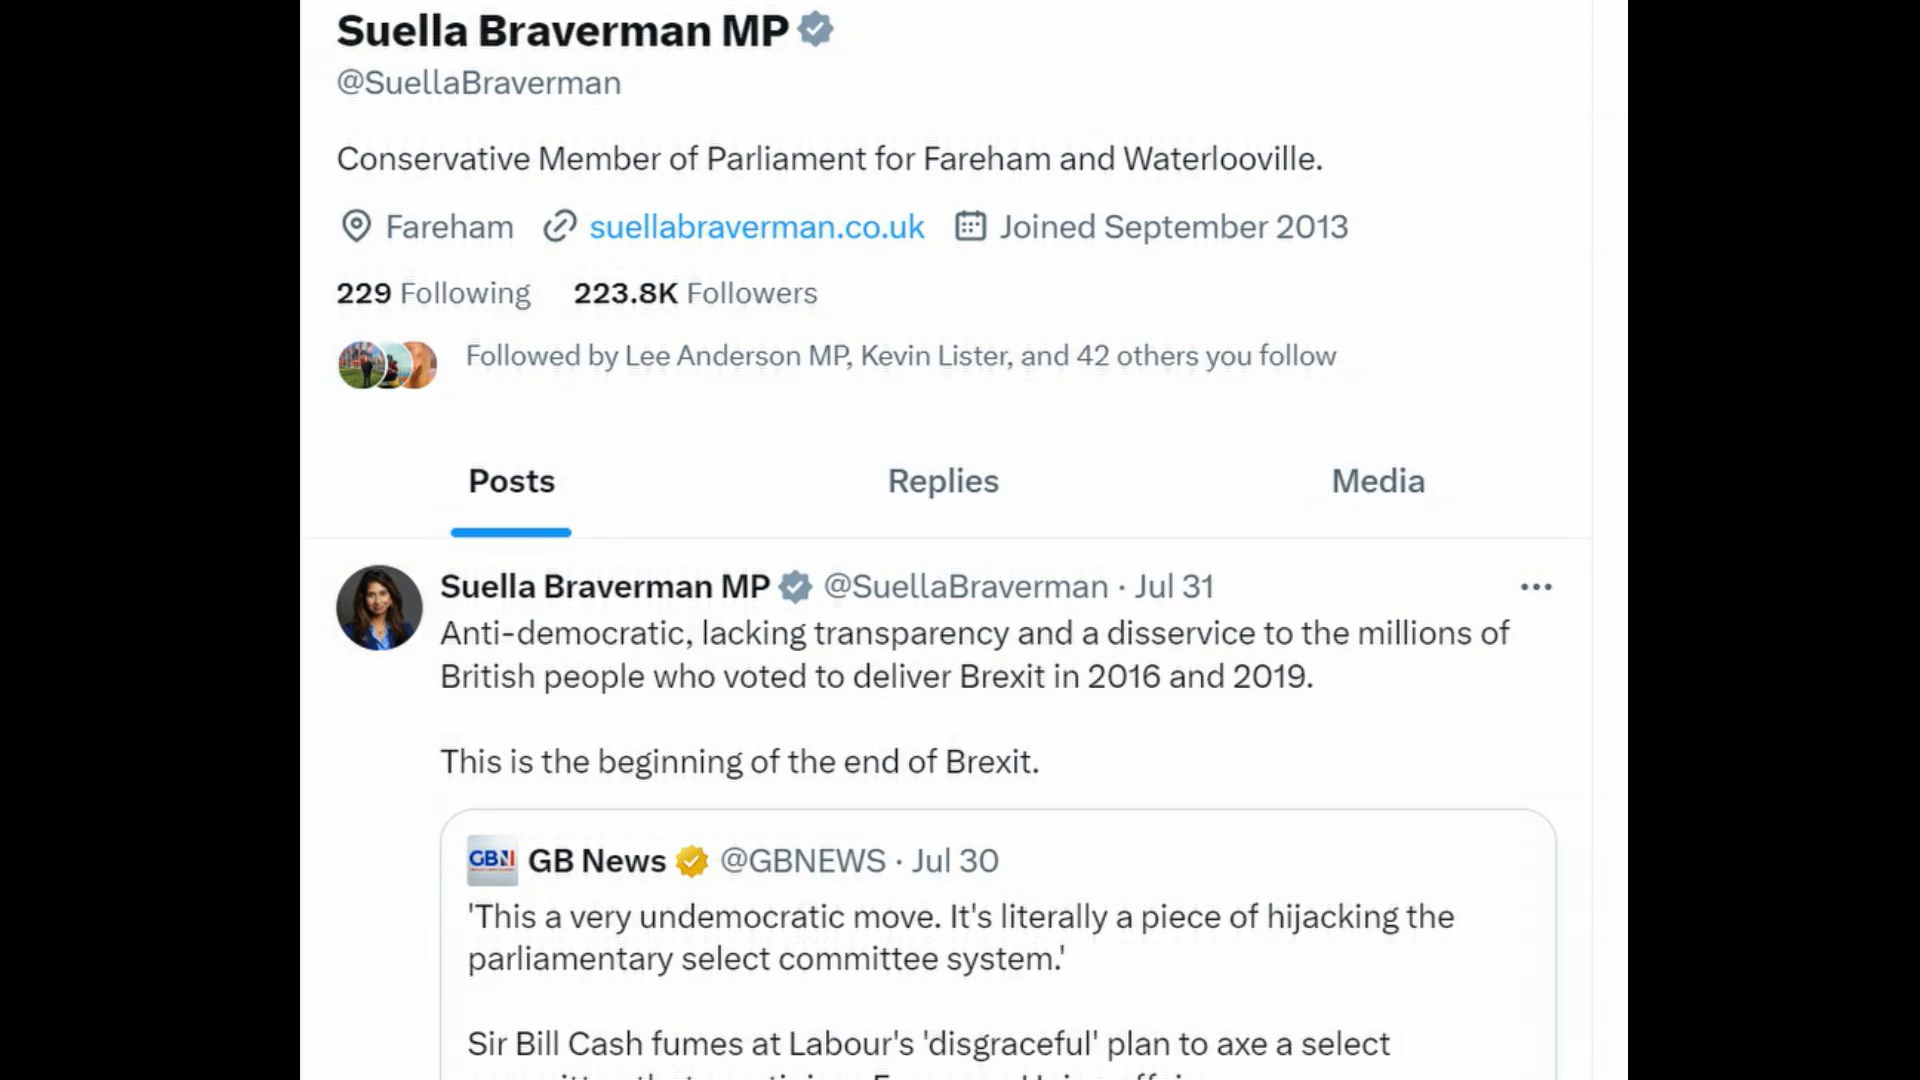 Suella Braverman MP
@SuellaBraverman
Conservative Member of Parliament for Fareham and Waterlooville.
Fareham suellabraverman.co.uk Joined September 2013
229 Following 223.8K Followers
Followed by Lee Anderson MP, Kevin Lister, and 42 others you follow
Posts Replies Media
Suella Braverman MP @SuellaBraverman · Jul 31
Anti-democratic, lacking transparency and a disservice to the millions of
British people who voted to deliver Brexit in 2016 and 2019.
This is the beginning of the end of Brexit.
GBN GB News @GBNEWS · Jul 30
'This a very undemocratic move. It's literally a piece of hijacking the
parliamentary select committee system.'
Sir Bill Cash fumes at Labour's 'disgraceful' plan to axe a select